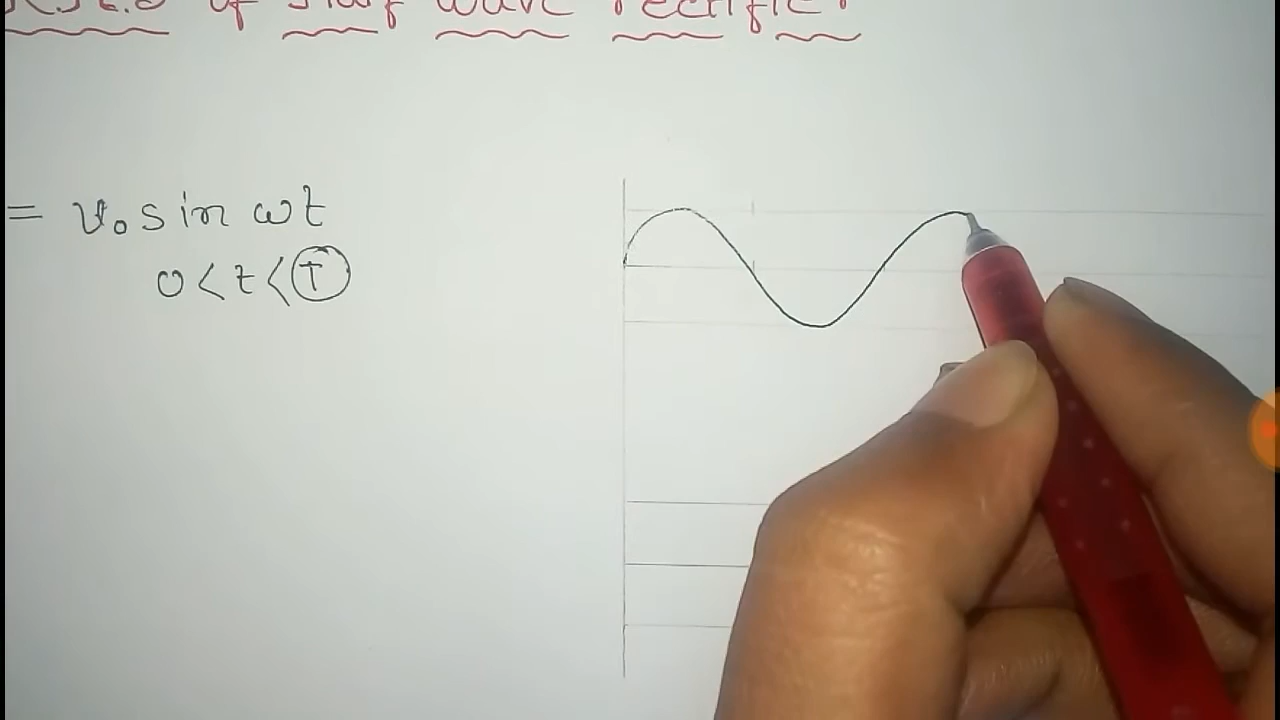 of Half wave rectifier
= v₀ sin ωt
0 < t < T